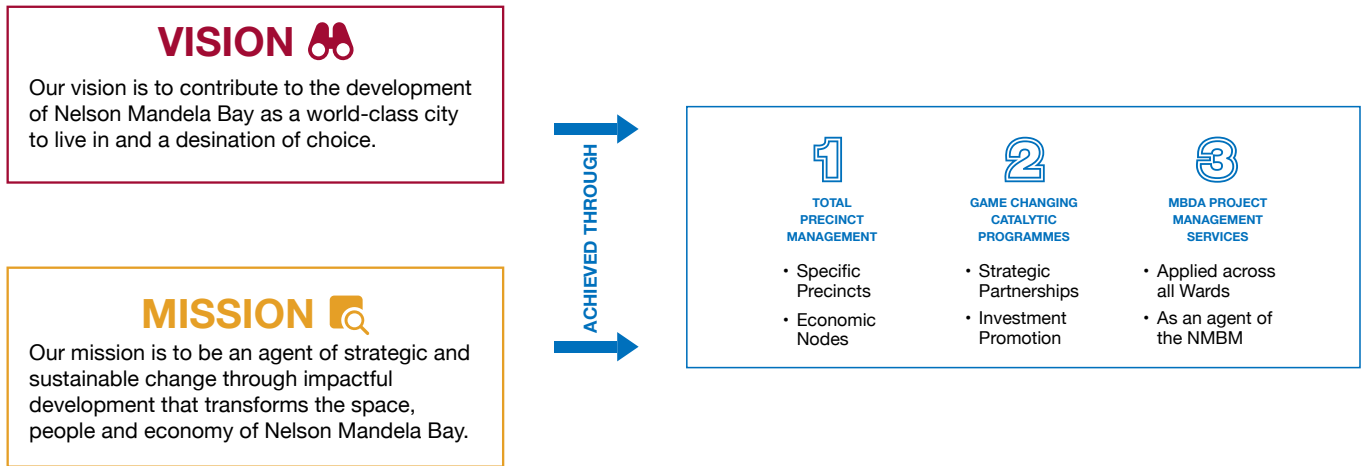 VISION
Our vision is to contribute to the development
of Nelson Mandela Bay as a world-class city
to live in and a desination of choice.
MISSION
Our mission is to be an agent of strategic and
sustainable change through impactful
development that transforms the space,
people and economy of Nelson Mandela Bay.
ACHIEVED THROUGH
1
TOTAL
PRECINCT
MANAGEMENT
• Specific
Precincts
• Economic
Nodes
2
GAME CHANGING
CATALYTIC
PROGRAMMES
• Strategic
Partnerships
• Investment
Promotion
3
MBDA PROJECT
MANAGEMENT
SERVICES
• Applied across
all Wards
• As an agent of
the NMBM